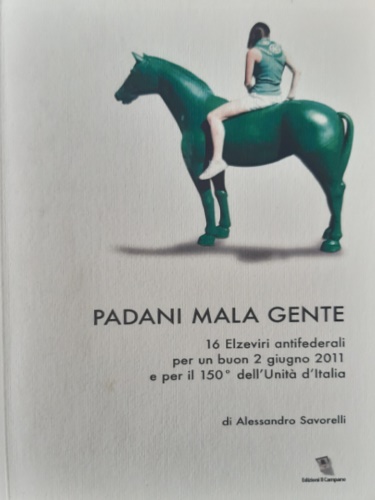 PADANI MALA GENTE
16 Elzeviri antifederali
per un buon 2 giugno 2011
e per il 150° dell'Unità d'Italia
di Alessandro Savorelli
Edizioni Il Campano